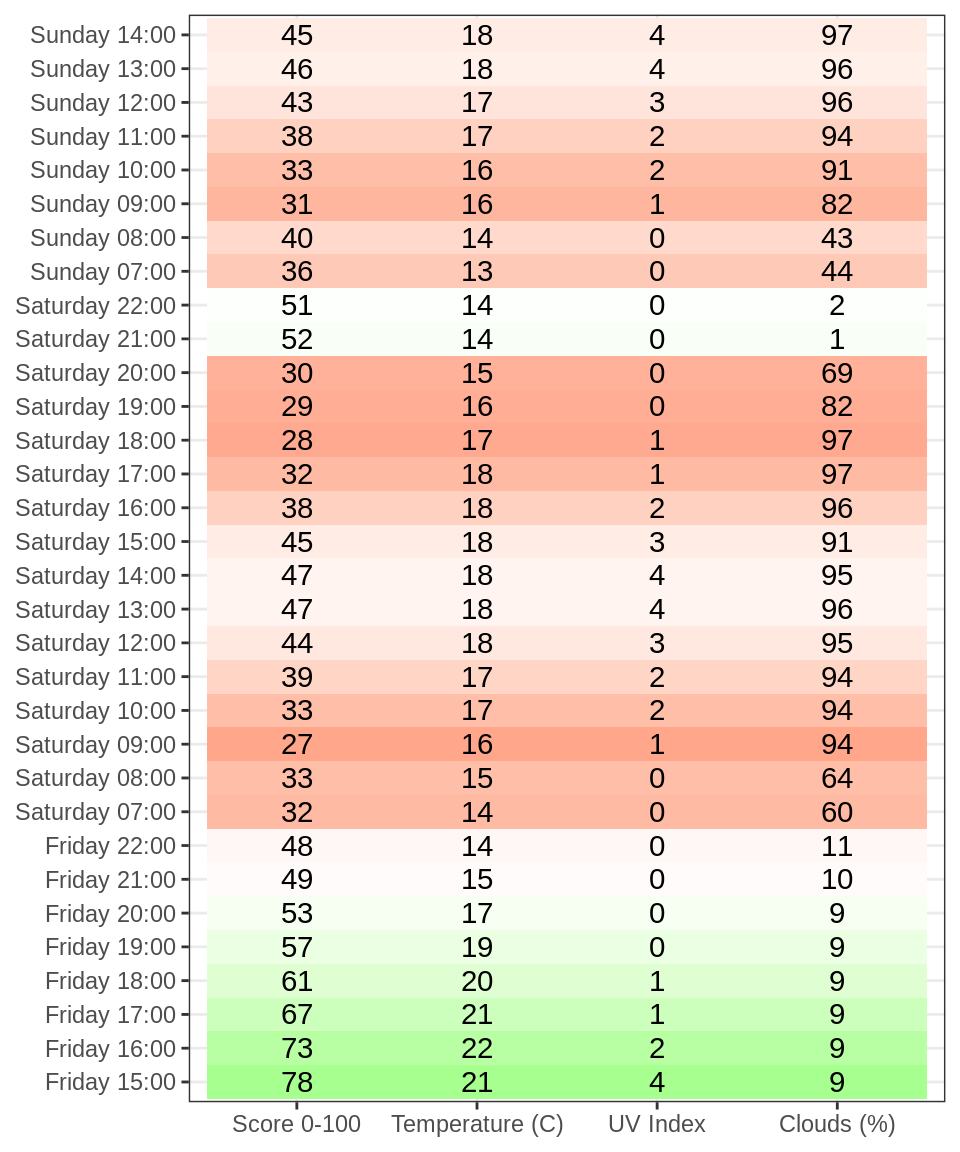 Sunday 14:00 45 18 4 97
Sunday 13:00 46 18 4 96
Sunday 12:00 43 17 3 96
Sunday 11:00 38 17 2 94
Sunday 10:00 33 16 2 91
Sunday 09:00 31 16 1 82
Sunday 08:00 40 14 0 43
Sunday 07:00 36 13 0 44
Saturday 22:00 51 14 0 2
Saturday 21:00 52 14 0 1
Saturday 20:00 30 15 0 69
Saturday 19:00 29 16 0 82
Saturday 18:00 28 17 1 97
Saturday 17:00 32 18 1 97
Saturday 16:00 38 18 2 96
Saturday 15:00 45 18 3 91
Saturday 14:00 47 18 4 95
Saturday 13:00 47 18 4 96
Saturday 12:00 44 18 3 95
Saturday 11:00 39 17 2 94
Saturday 10:00 33 17 2 94
Saturday 09:00 27 16 1 94
Saturday 08:00 33 15 0 64
Saturday 07:00 32 14 0 60
Friday 22:00 48 14 0 11
Friday 21:00 49 15 0 10
Friday 20:00 53 17 0 9
Friday 19:00 57 19 0 9
Friday 18:00 61 20 1 9
Friday 17:00 67 21 1 9
Friday 16:00 73 22 2 9
Friday 15:00 78 21 4 9
Score 0-100 Temperature (C) UV Index Clouds (%)